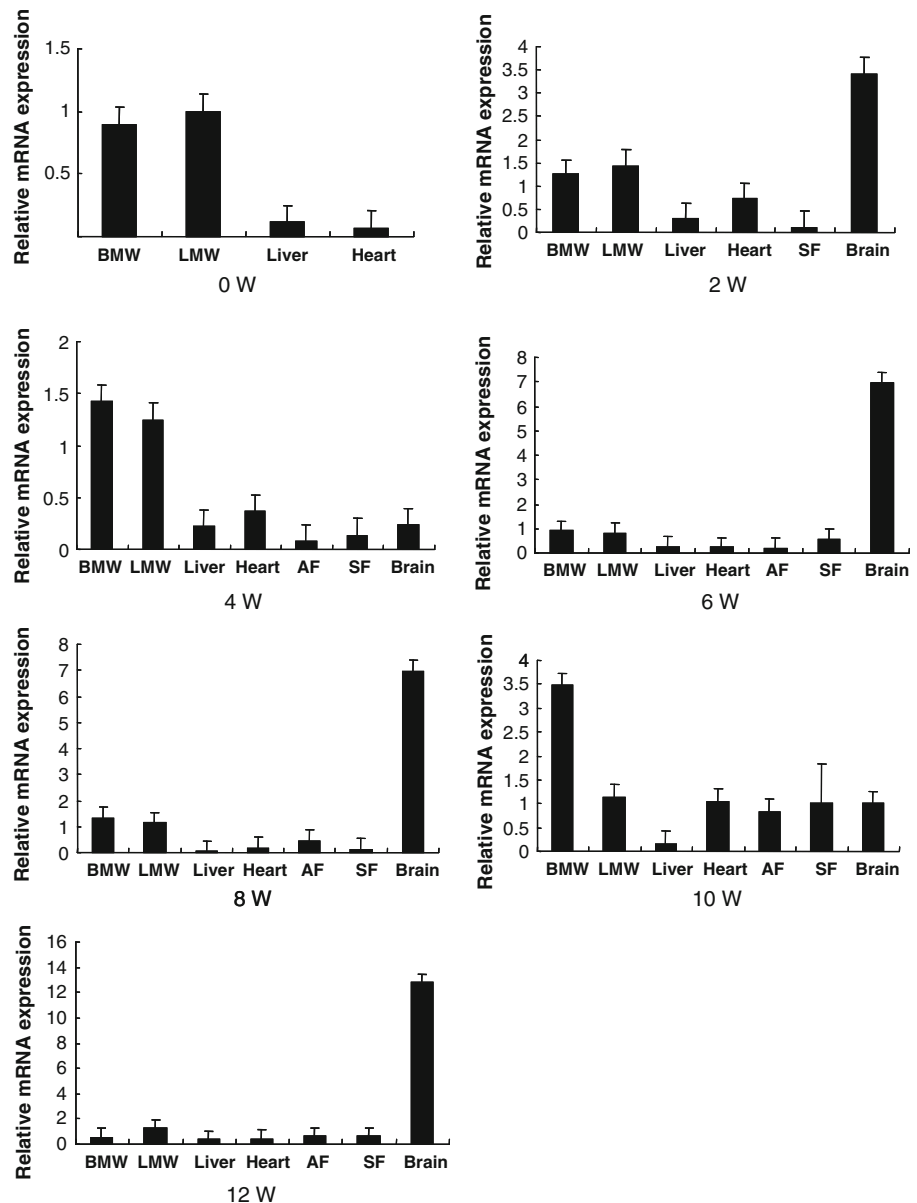 Relative mRNA expression
1.5
1
0.5
BMW LMW Liver Heart
0 W
Relative mRNA expression
4
3.5
3
2.5
2
1.5
1
0.5
0
BMW LMW Liver Heart SF Brain
2 W
Relative mRNA expression
2
1.5
1
0.5
0
BMW LMW Liver Heart AF SF Brain
4 W
Relative mRNA expression
8
7
6
5
4
3
2
1
0
BMW LMW Liver Heart AF SF Brain
6 W
Relative mRNA expression
8
7
6
5
4
3
2
1
0
BMW LMW Liver Heart AF SF Brain
8 W
Relative mRNA expression
4
3.5
3
2.5
2
1.5
1
0.5
0
BMW LMW Liver Heart AF SF Brain
10 W
Relative mRNA expression
16
14
12
10
8
6
4
2
0
BMW LMW Liver Heart AF SF Brain
12 W